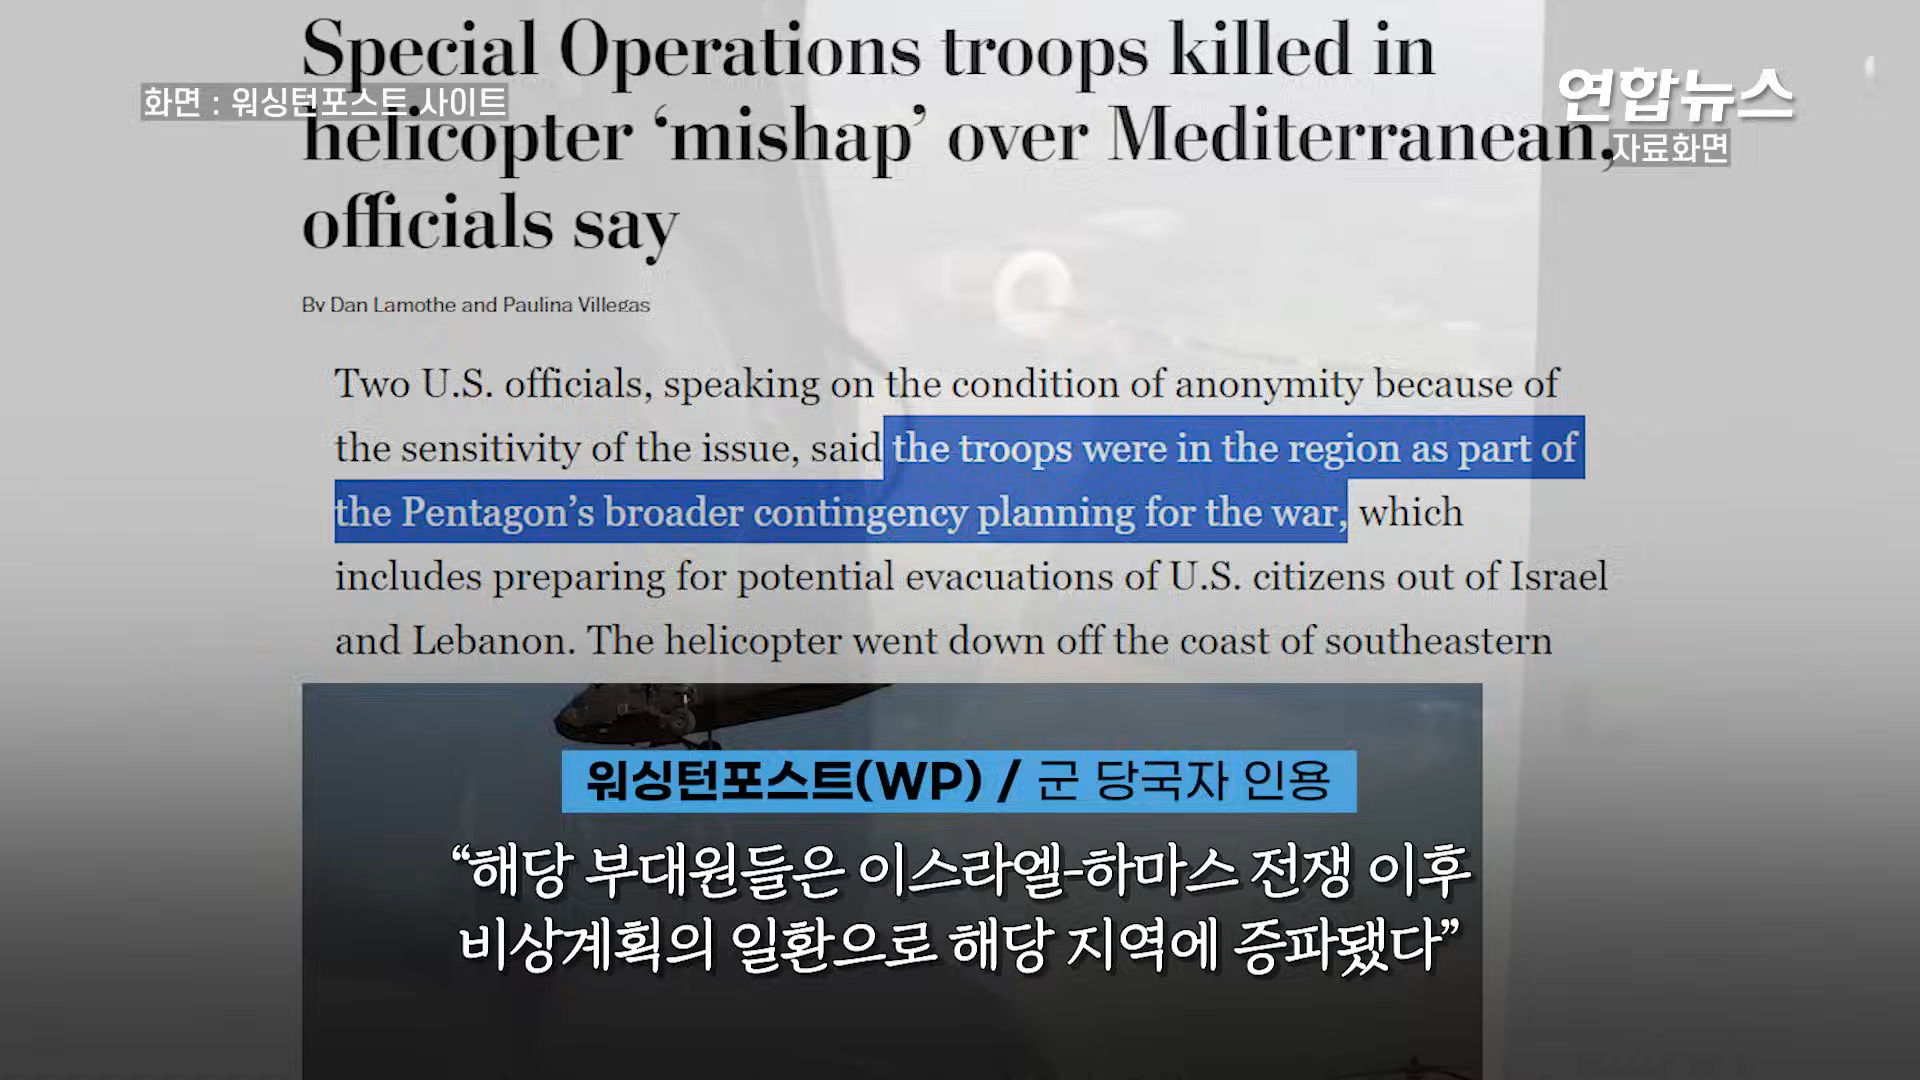 Special Operations troops killed in
helicopter ‘mishap’ over Mediterranean,
officials say
화면 : 워싱턴포스트 사이트
연합뉴스
자료화면
By Dan Lamothe and Paulina Villegas
Two U.S. officials, speaking on the condition of anonymity because of
the sensitivity of the issue, said the troops were in the region as part of
the Pentagon’s broader contingency planning for the war, which
includes preparing for potential evacuations of U.S. citizens out of Israel
and Lebanon. The helicopter went down off the coast of southeastern
워싱턴포스트(WP) / 군 당국자 인용
“해당 부대원들은 이스라엘-하마스 전쟁 이후
비상계획의 일환으로 해당 지역에 증파됐다”